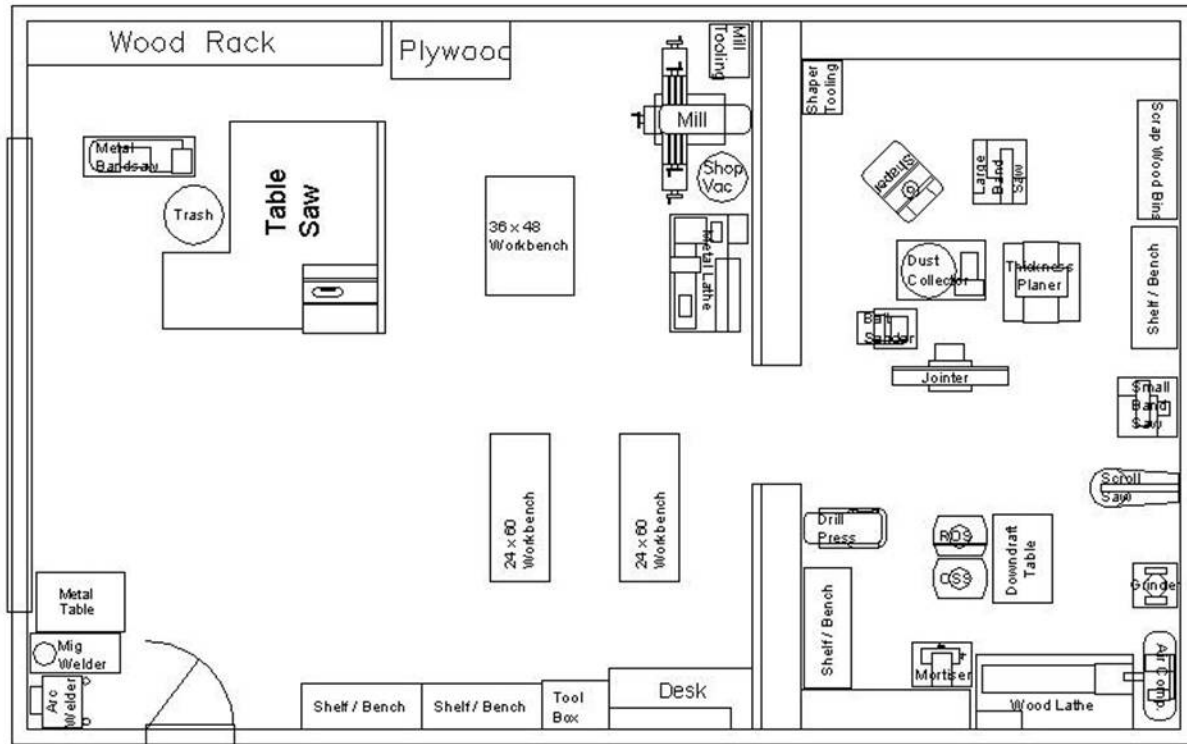 Wood Rack
Plywood
Mill
Tooling
Mill
Shop
Vac
Metal Lathe
Metal
Bandsaw
Trash
Table
Saw
36 x 48
Workbench
24 x 60
Workbench
24 x 60
Workbench
Metal
Table
Mig
Welder
Arc
Welder
Shelf / Bench
Shelf / Bench
Tool
Box
Desk
Shaper
Tooling
Shaper
Large
Band
Saw
Scrap Wood Bins
Dust
Collector
Thickness
Planer
Shelf / Bench
Belt
Sander
Jointer
Small
Band
Saw
Scroll
Saw
Drill
Press
ROS
OSS
Downdraft
Table
Grinder
Shelf / Bench
Mortiser
Wood Lathe
Air Comp.